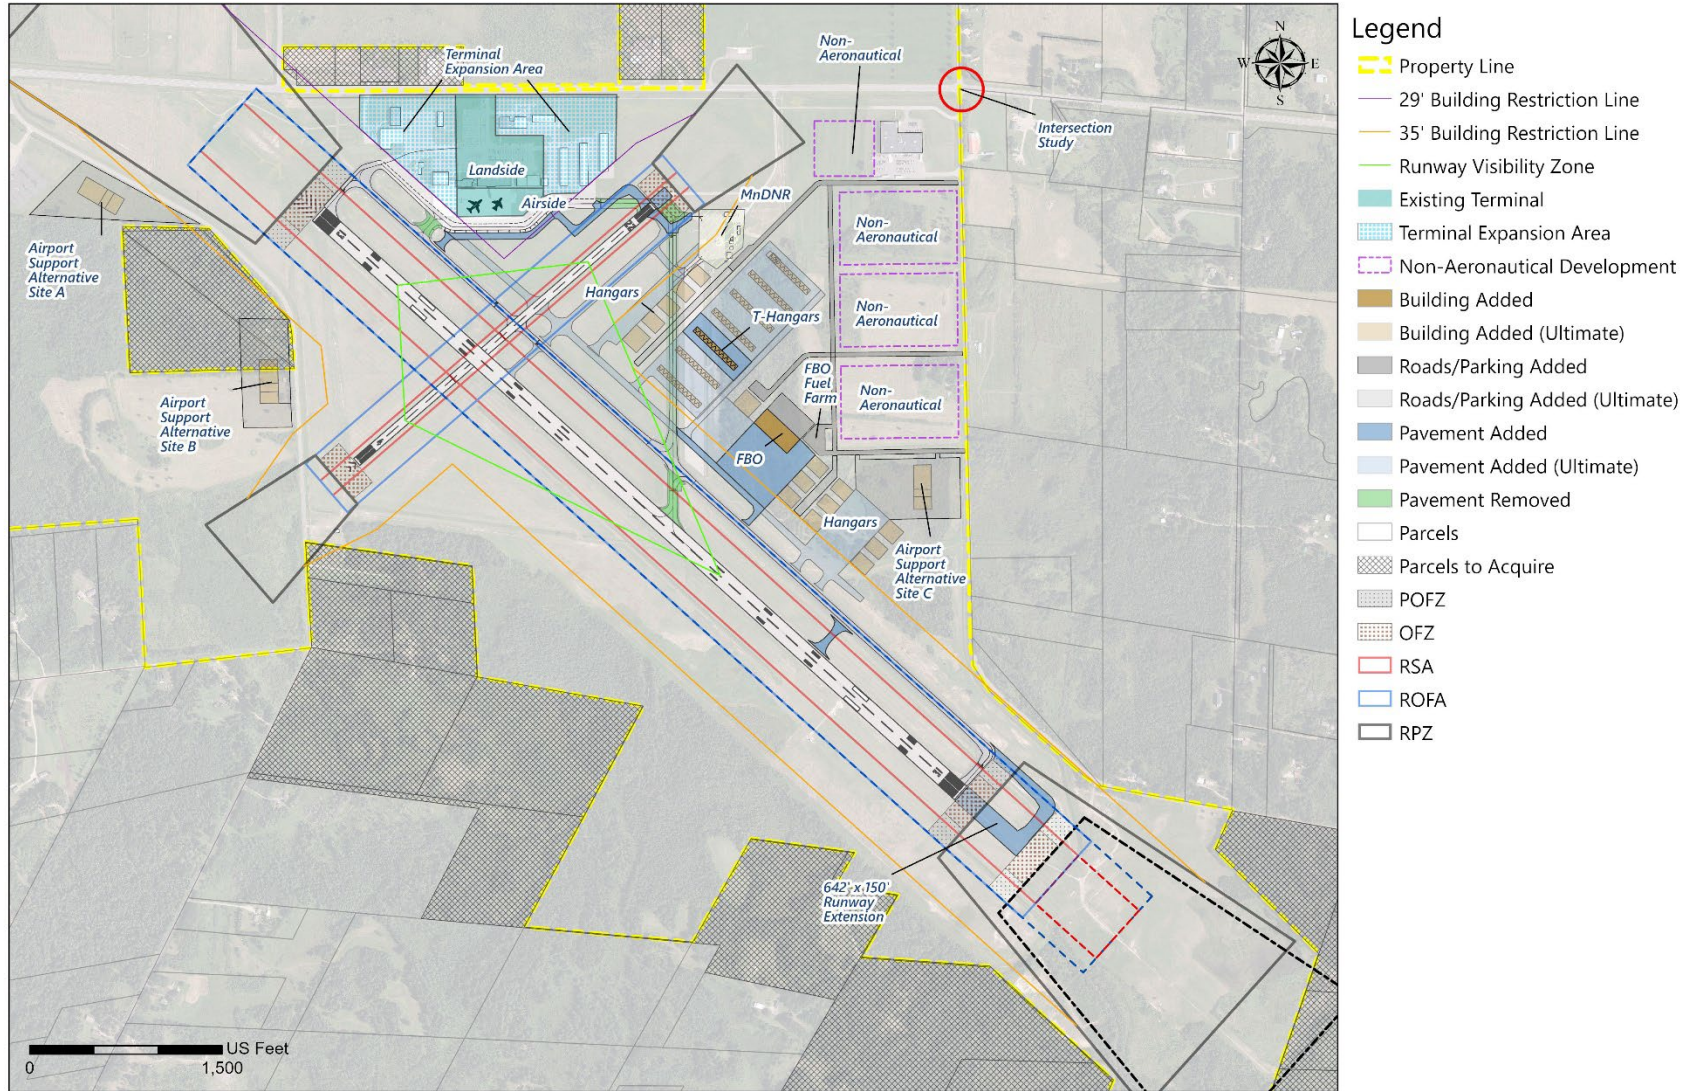 Terminal
Expansion Area
Non-
Aeronautical
N
W
E
S
Intersection
Study
Landside
Airside
MnDNR
Airport
Support
Alternative
Site A
Non-
Aeronautical
Hangars
T-Hangars
Non-
Aeronautical
FBO
Fuel
Farm
Non-
Aeronautical
Airport
Support
Alternative
Site B
FBO
Hangars
Airport
Support
Alternative
Site C
642' x 150'
Runway
Extension
US Feet
0
1,500
Legend
Property Line
29' Building Restriction Line
35' Building Restriction Line
Runway Visibility Zone
Existing Terminal
Terminal Expansion Area
Non-Aeronautical Development
Building Added
Building Added (Ultimate)
Roads/Parking Added
Roads/Parking Added (Ultimate)
Pavement Added
Pavement Added (Ultimate)
Pavement Removed
Parcels
Parcels to Acquire
POFZ
OFZ
RSA
ROFA
RPZ